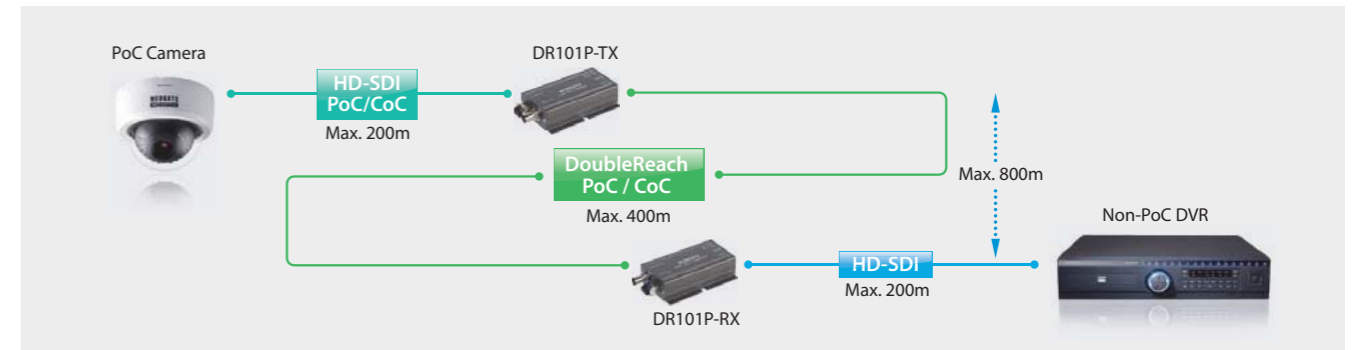 PoC Camera
DR101P-TX
HD-SDI
PoC/CoC
Max. 200m
DoubleReach
PoC / CoC
Max. 400m
Max. 800m
Non-PoC DVR
HD-SDI
Max. 200m
DR101P-RX